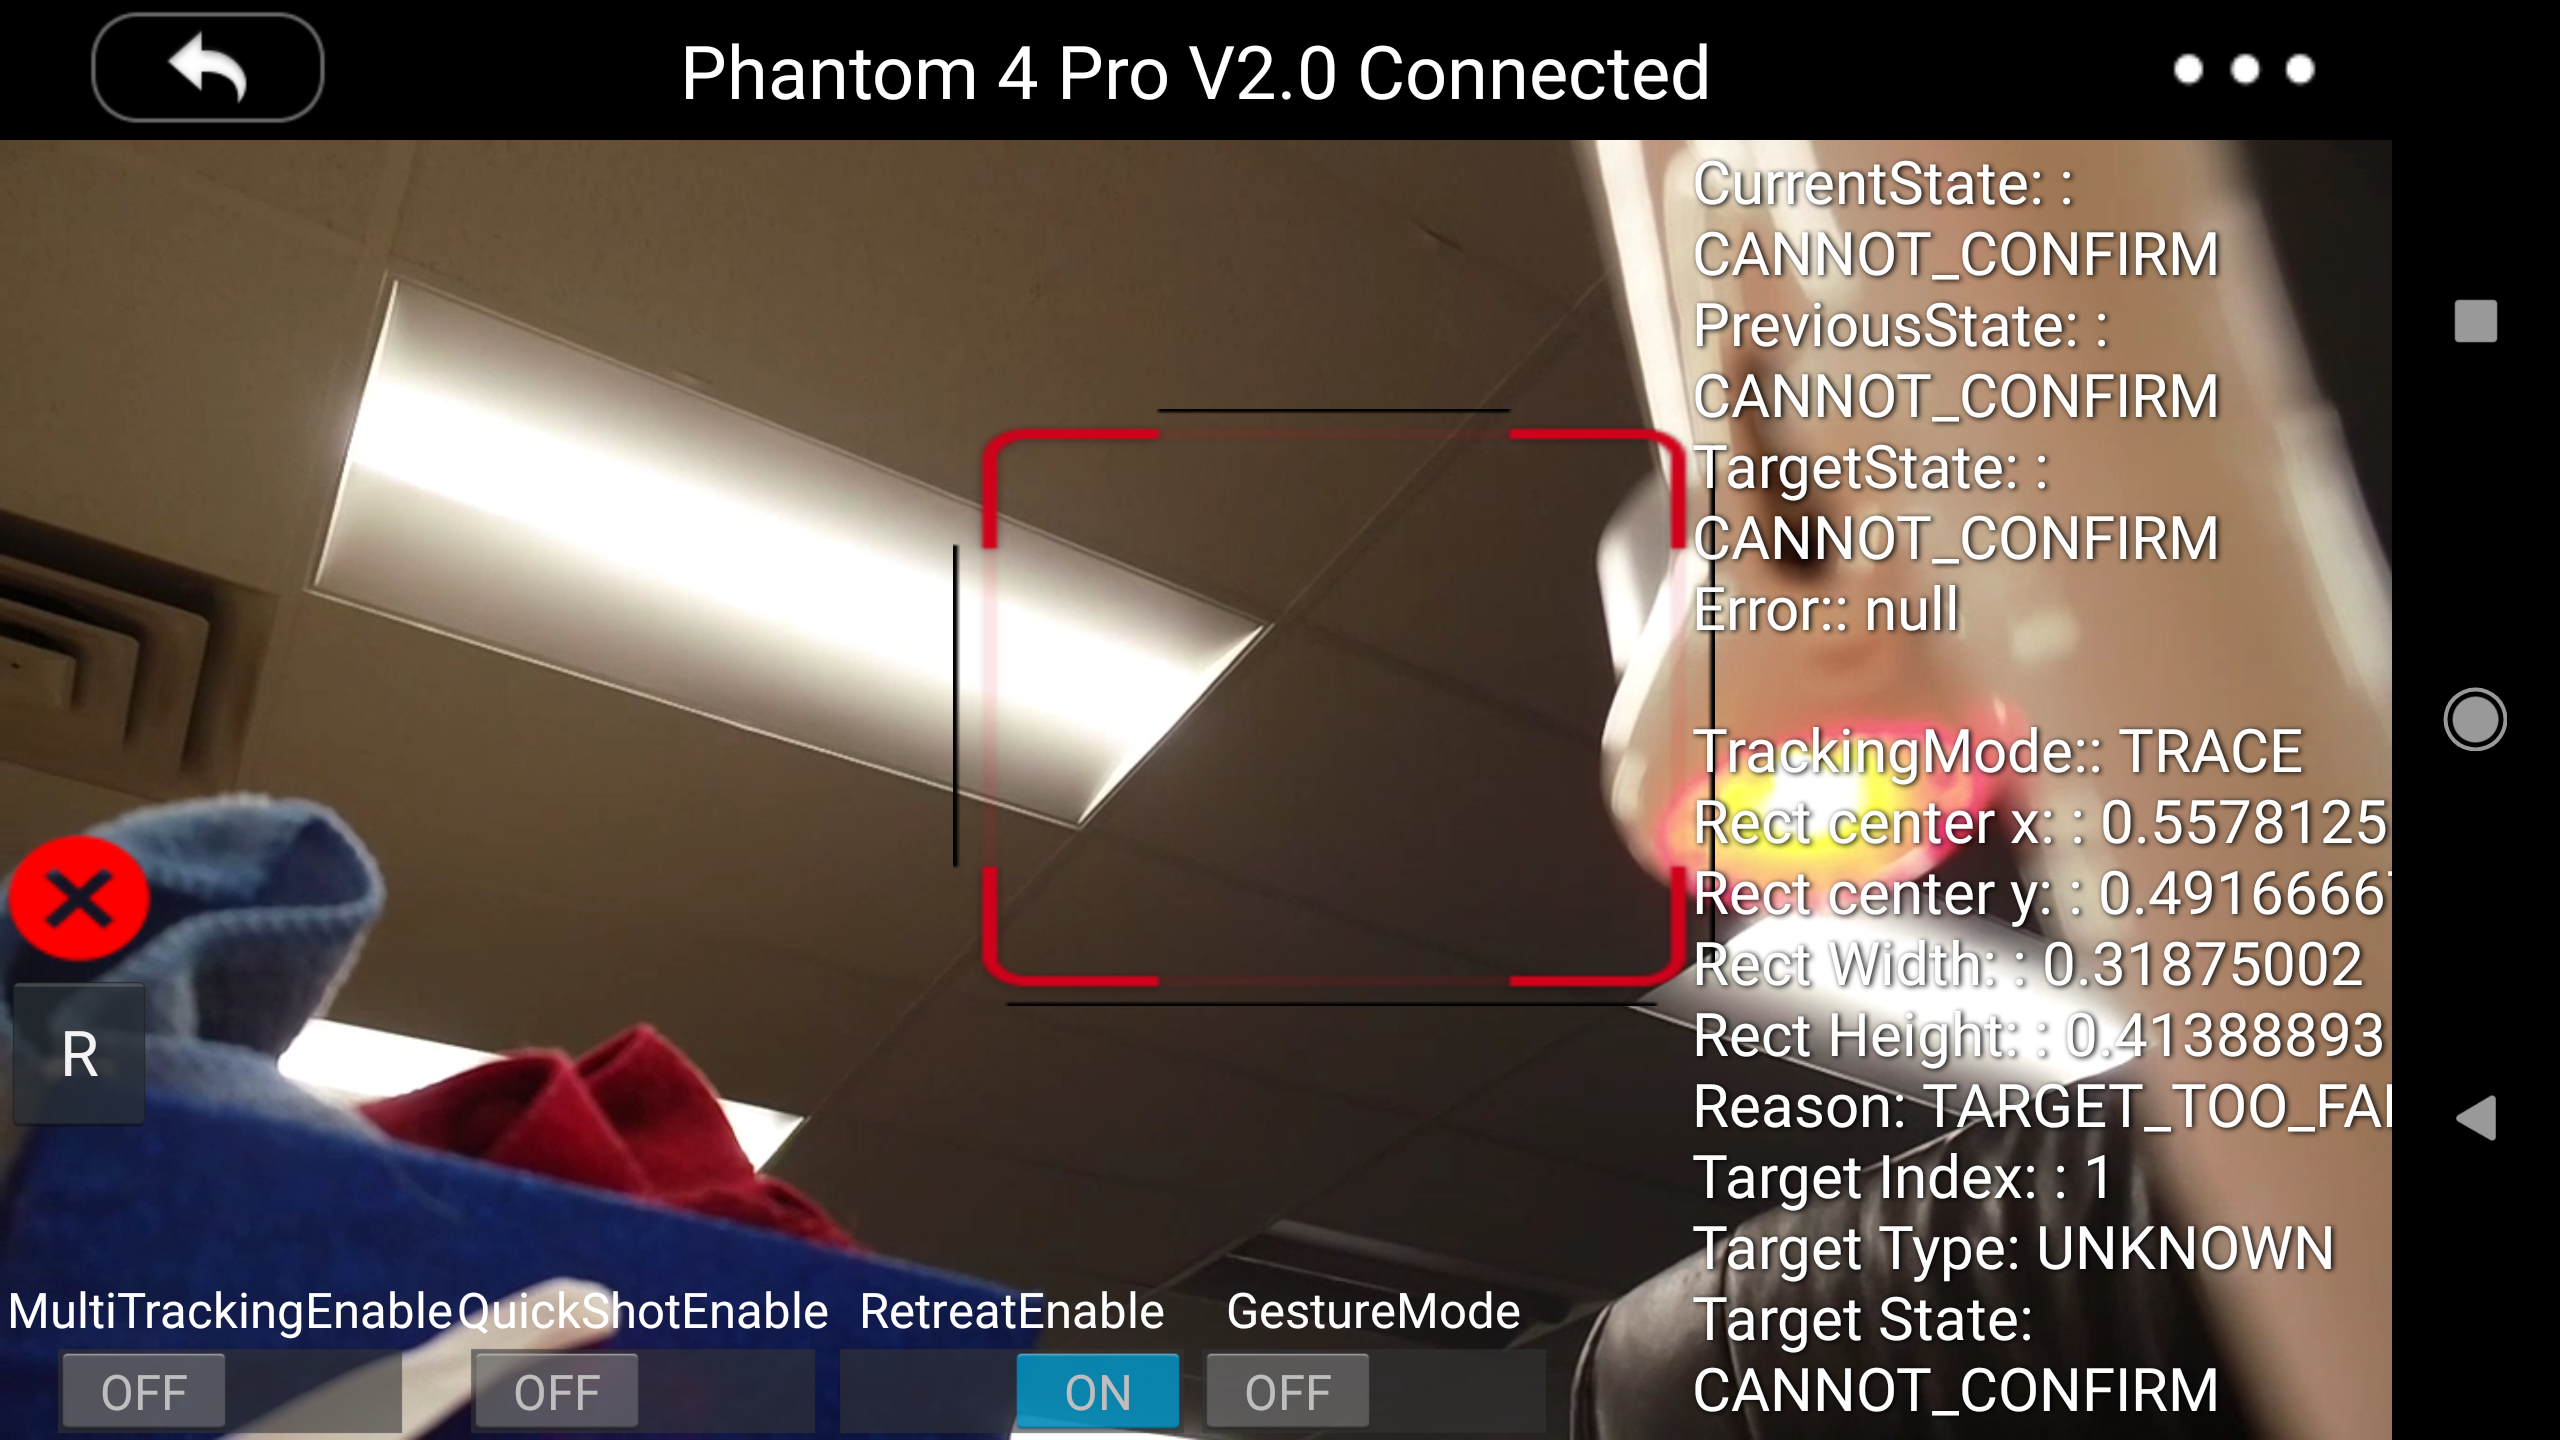 Phantom 4 Pro V2.0 Connected
CurrentState: :
CANNOT_CONFIRM
PreviousState: :
CANNOT_CONFIRM
TargetState: :
CANNOT_CONFIRM
Error:: null
TrackingMode:: TRACE
Rect center x: : 0.5578125
Rect center y: : 0.4916666
Rect Width: : 0.31875002
Rect Height: : 0.41388893
Reason: TARGET_TOO_FA
Target Index: : 1
Target Type: UNKNOWN
Target State:
CANNOT_CONFIRM
R
MultiTrackingEnable QuickShotEnable RetreatEnable GestureMode
OFF OFF ON OFF